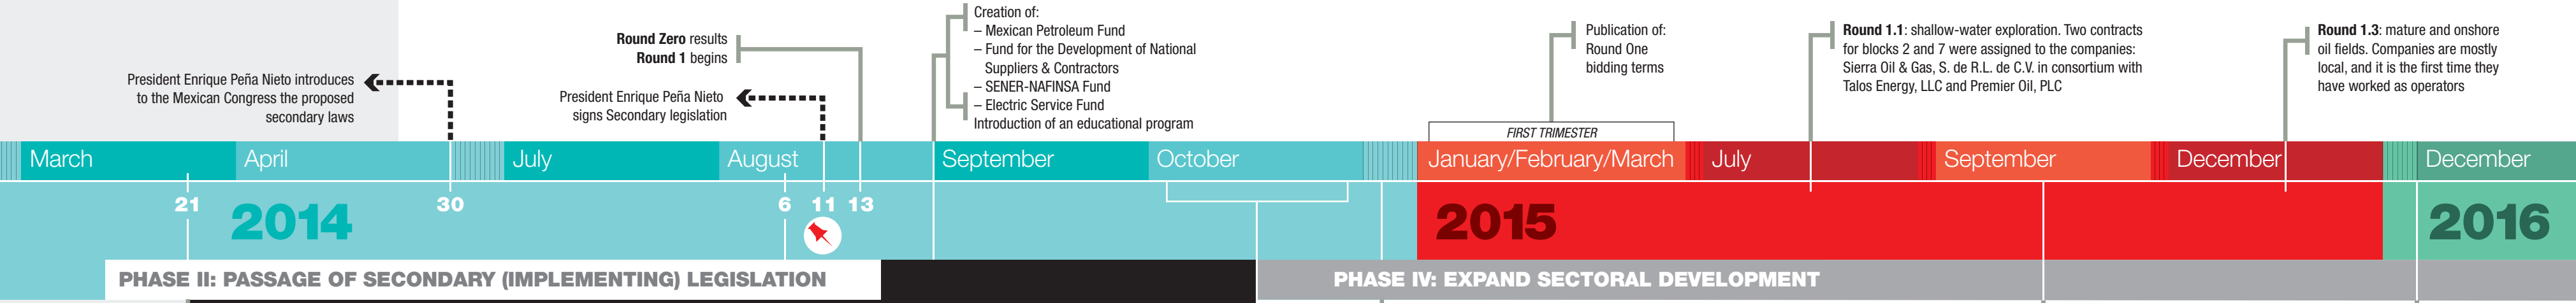 President Enrique Peña Nieto introduces
to the Mexican Congress the proposed
secondary laws
Round Zero results
Round 1 begins
President Enrique Peña Nieto
signs Secondary legislation
Creation of:
– Mexican Petroleum Fund
– Fund for the Development of National
Suppliers & Contractors
– SENER-NAFINSA Fund
– Electric Service Fund
Introduction of an educational program
Publication of:
Round One
bidding terms
FIRST TRIMESTER
Round 1.1: shallow-water exploration. Two contracts
for blocks 2 and 7 were assigned to the companies:
Sierra Oil & Gas, S. de R.L. de C.V. in consortium with
Talos Energy, LLC and Premier Oil, PLC
Round 1.3: mature and onshore
oil fields. Companies are mostly
local, and it is the first time they
have worked as operators
March
April
July
August
September
October
January/February/March
July
September
December
December
21
30
6
11
13
2014
2015
2016
PHASE II: PASSAGE OF SECONDARY (IMPLEMENTING) LEGISLATION
PHASE IV: EXPAND SECTORAL DEVELOPMENT